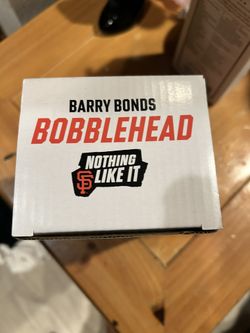 BARRY BONDS
BOBBLEHEAD
NOTHING
LIKE IT
SF